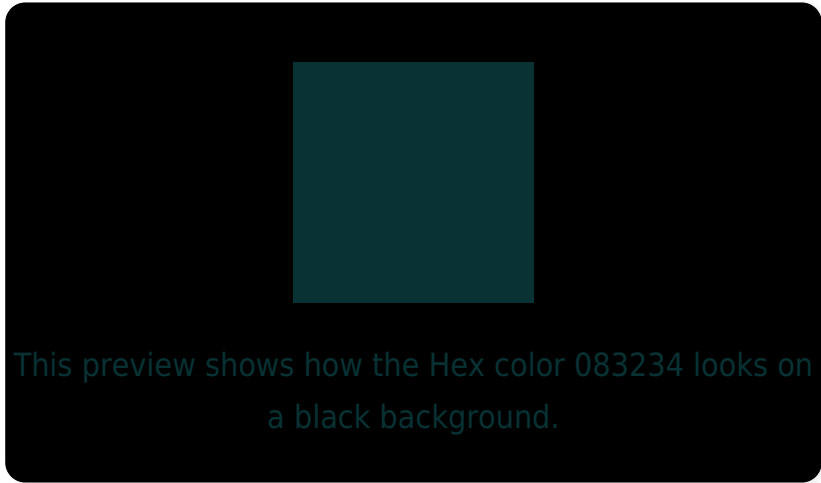 This preview shows how the Hex color 083234 looks on
a black background.